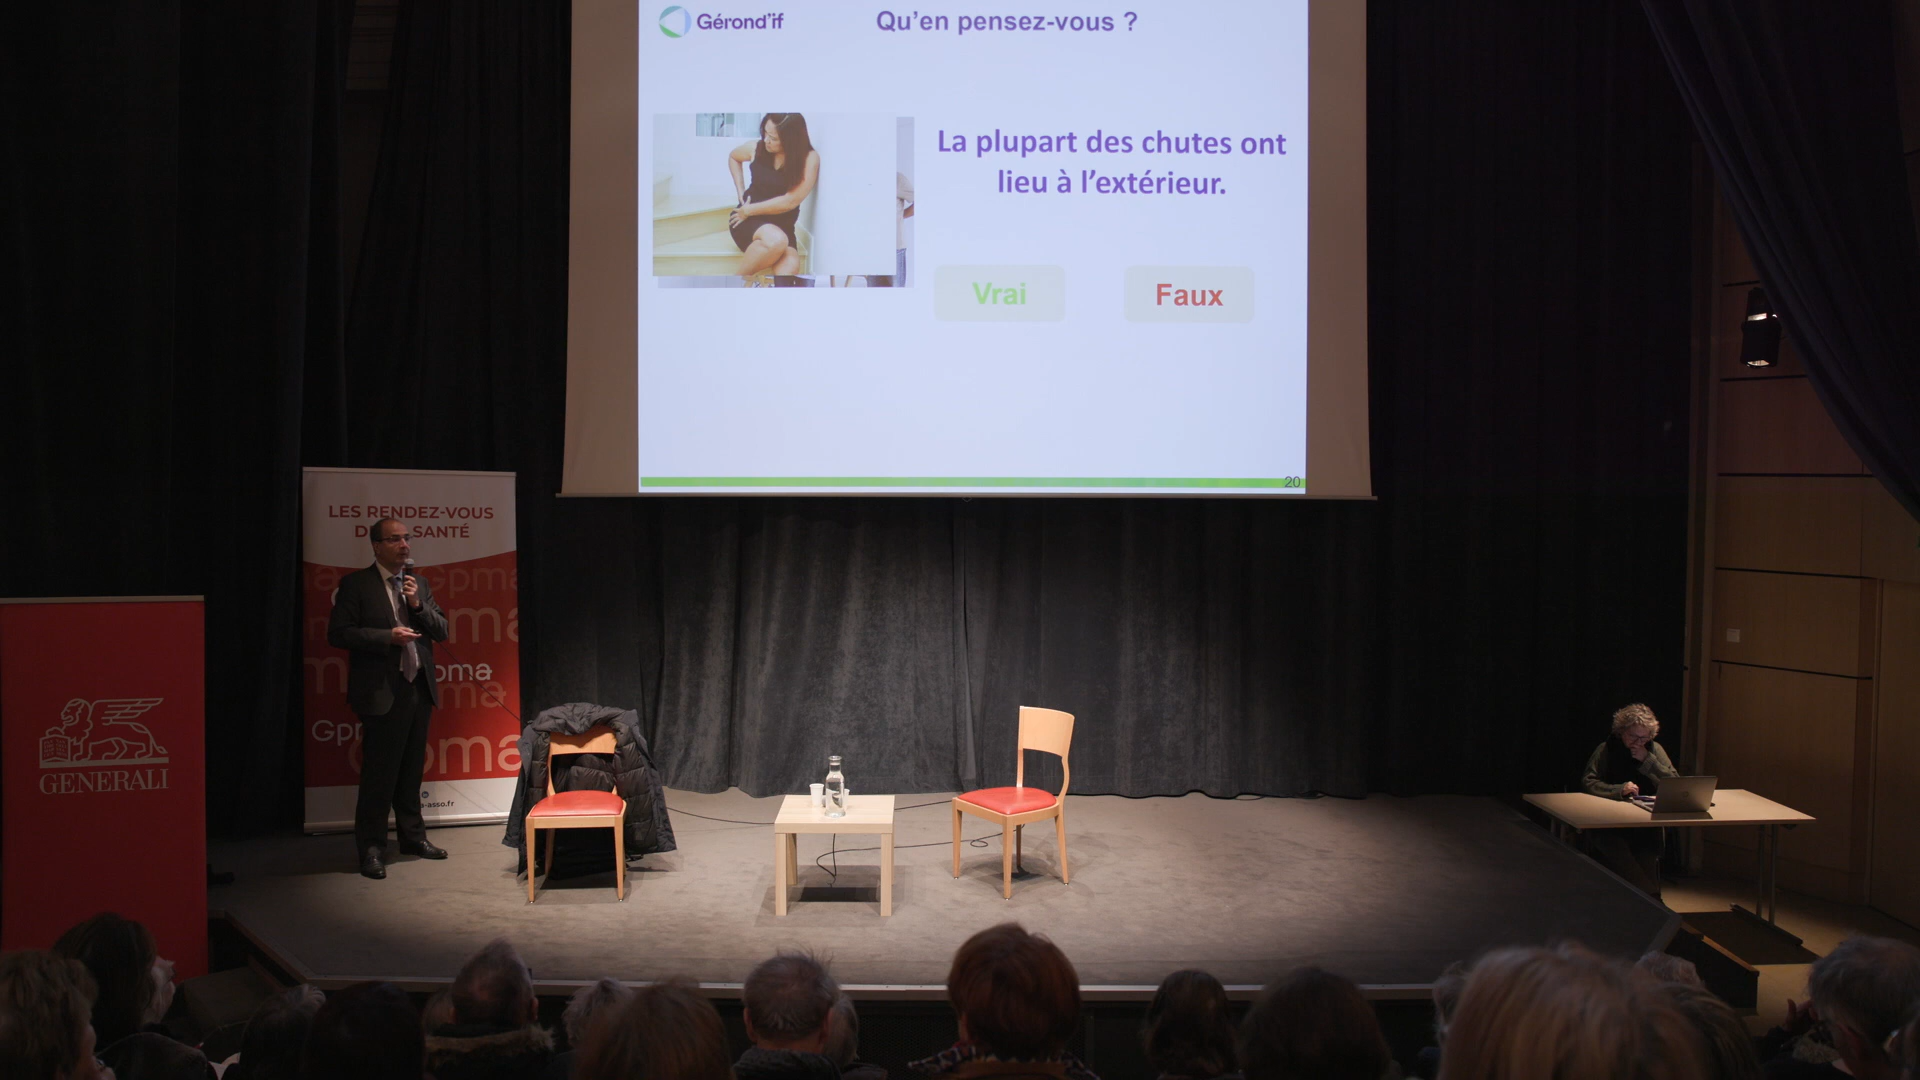 Gérond'if
Qu'en pensez-vous ?
La plupart des chutes ont
lieu à l'extérieur.
Vrai
Faux
20
LES RENDEZ-VOUS
SANTÉ
Gpma
GENERALI